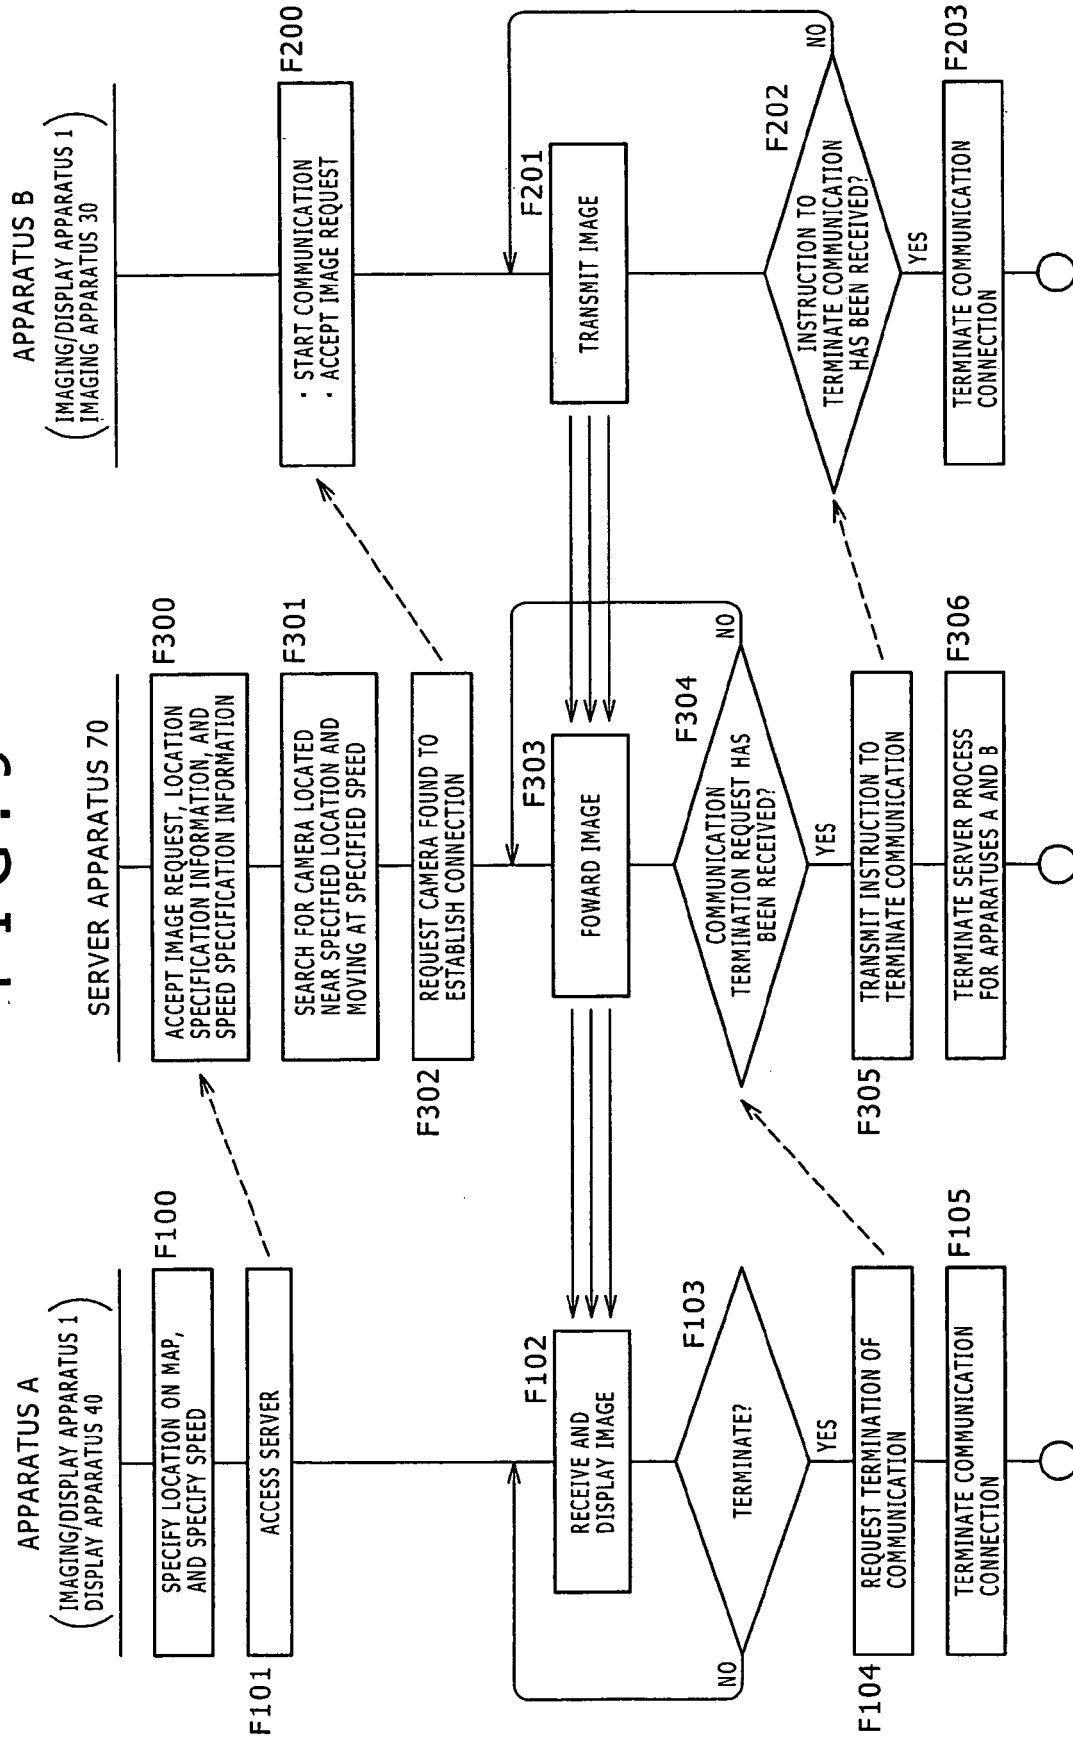 FIG. 9
APPARATUS A
(IMAGING/DISPLAY APPARATUS 1
DISPLAY APPARATUS 40)
SPECIFY LOCATION ON MAP,
AND SPECIFY SPEED
F100
ACCESS SERVER
F101
RECEIVE AND
DISPLAY IMAGE
F102
TERMINATE?
F103
NO
YES
REQUEST TERMINATION OF
COMMUNICATION
F104
TERMINATE COMMUNICATION
CONNECTION
F105
SERVER APPARATUS 70
ACCEPT IMAGE REQUEST, LOCATION
SPECIFICATION INFORMATION, AND
SPEED SPECIFICATION INFORMATION
F300
SEARCH FOR CAMERA LOCATED
NEAR SPECIFIED LOCATION AND
MOVING AT SPECIFIED SPEED
F301
REQUEST CAMERA FOUND TO
ESTABLISH CONNECTION
F302
FOWARD IMAGE
F303
COMMUNICATION
TERMINATION REQUEST HAS
BEEN RECEIVED?
F304
NO
YES
TRANSMIT INSTRUCTION TO
TERMINATE COMMUNICATION
F305
TERMINATE SERVER PROCESS
FOR APPARATUSES A AND B
F306
APPARATUS B
(IMAGING/DISPLAY APPARATUS 1
IMAGING APPARATUS 30)
· START COMMUNICATION
· ACCEPT IMAGE REQUEST
F200
TRANSMIT IMAGE
F201
INSTRUCTION TO
TERMINATE COMMUNICATION
HAS BEEN RECEIVED?
F202
NO
YES
TERMINATE COMMUNICATION
CONNECTION
F203